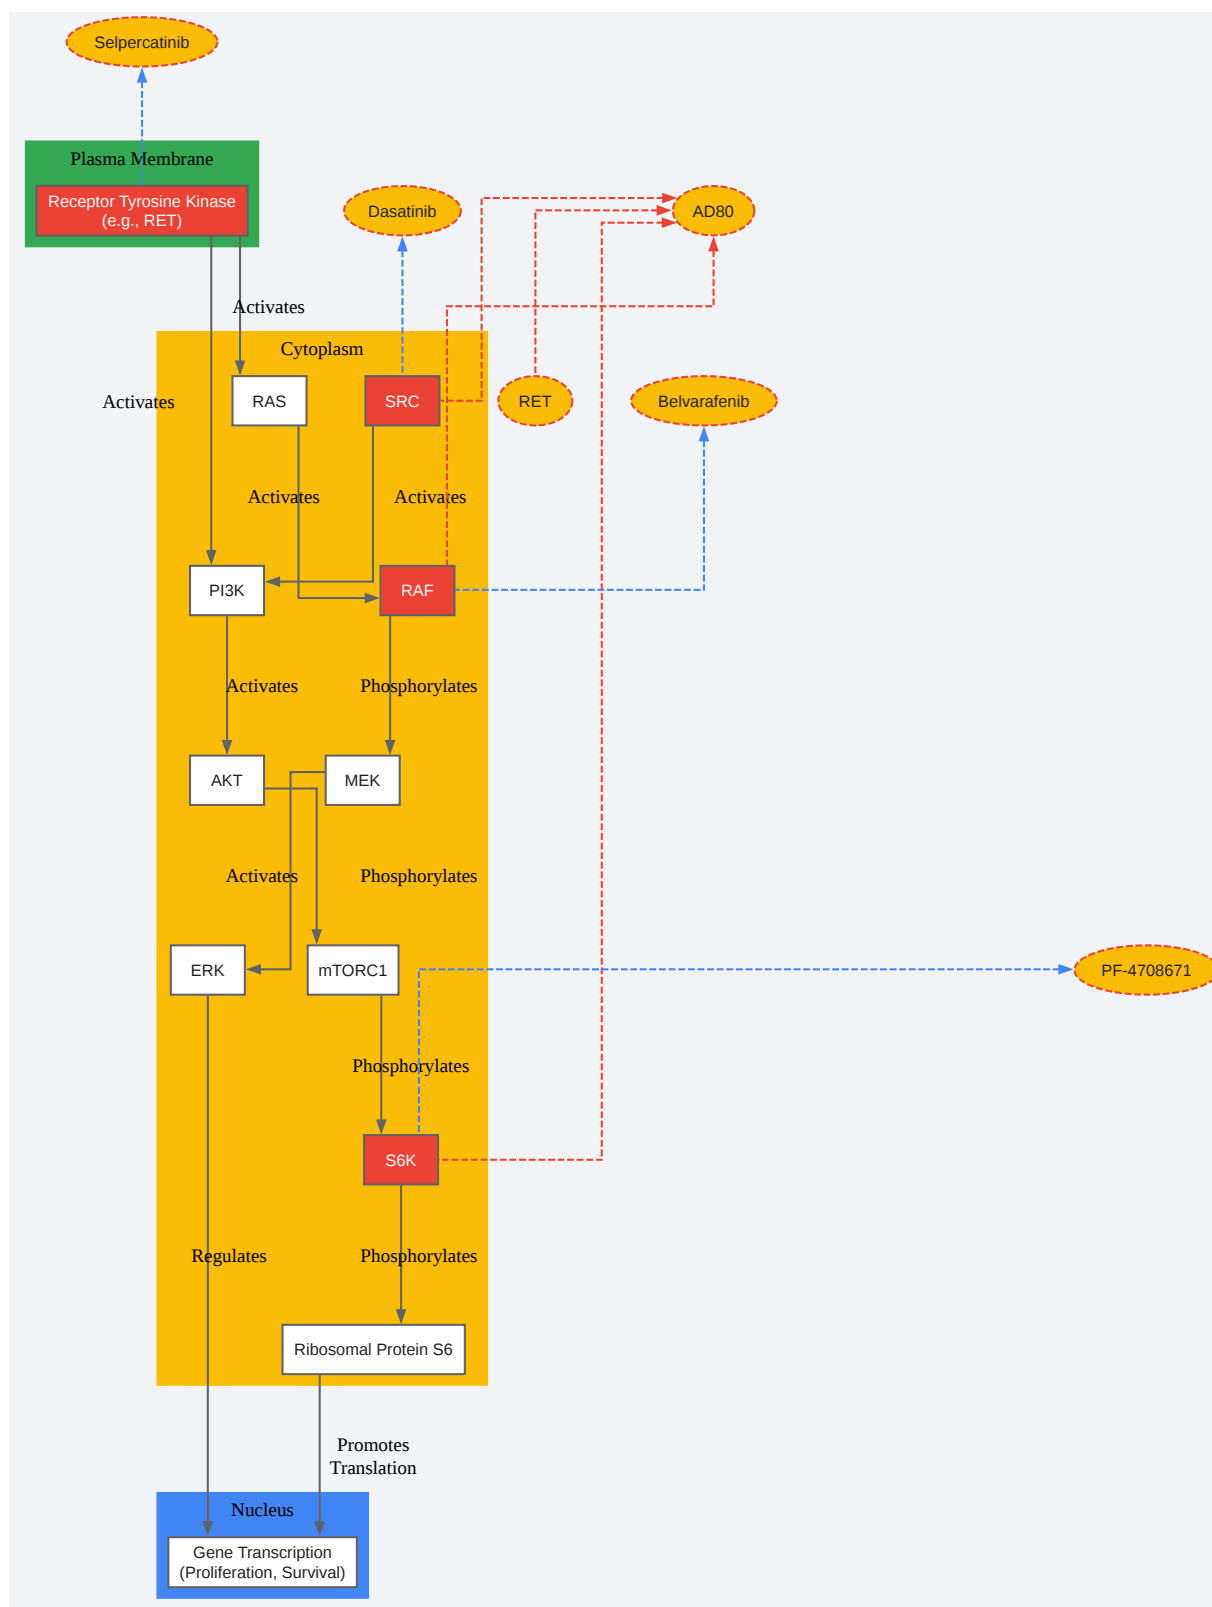 Selpercatinib
Plasma Membrane
Receptor Tyrosine Kinase
(e.g., RET)
Dasatinib
AD80
Activates
Cytoplasm
Activates
RAS
SRC
RET
Belvarafenib
Activates
Activates
PI3K
RAF
Activates
Phosphorylates
AKT
MEK
Activates
Phosphorylates
ERK
mTORC1
PF-4708671
Phosphorylates
S6K
Regulates
Phosphorylates
Ribosomal Protein S6
Promotes
Translation
Nucleus
Gene Transcription
(Proliferation, Survival)